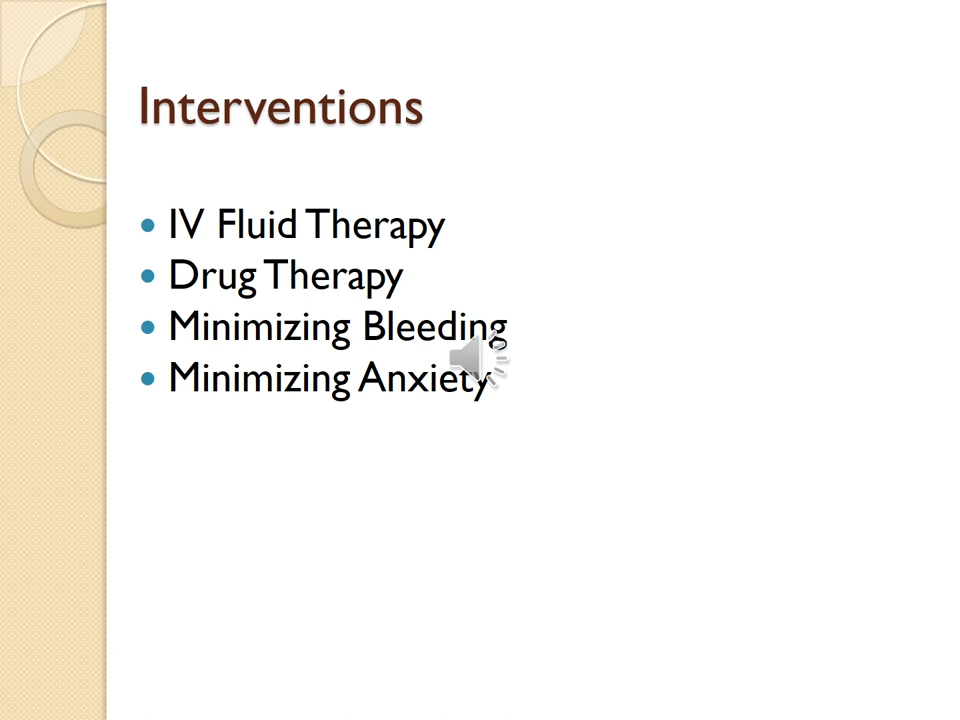 Interventions
IV Fluid Therapy
Drug Therapy
Minimizing Bleeding
Minimizing Anxiety